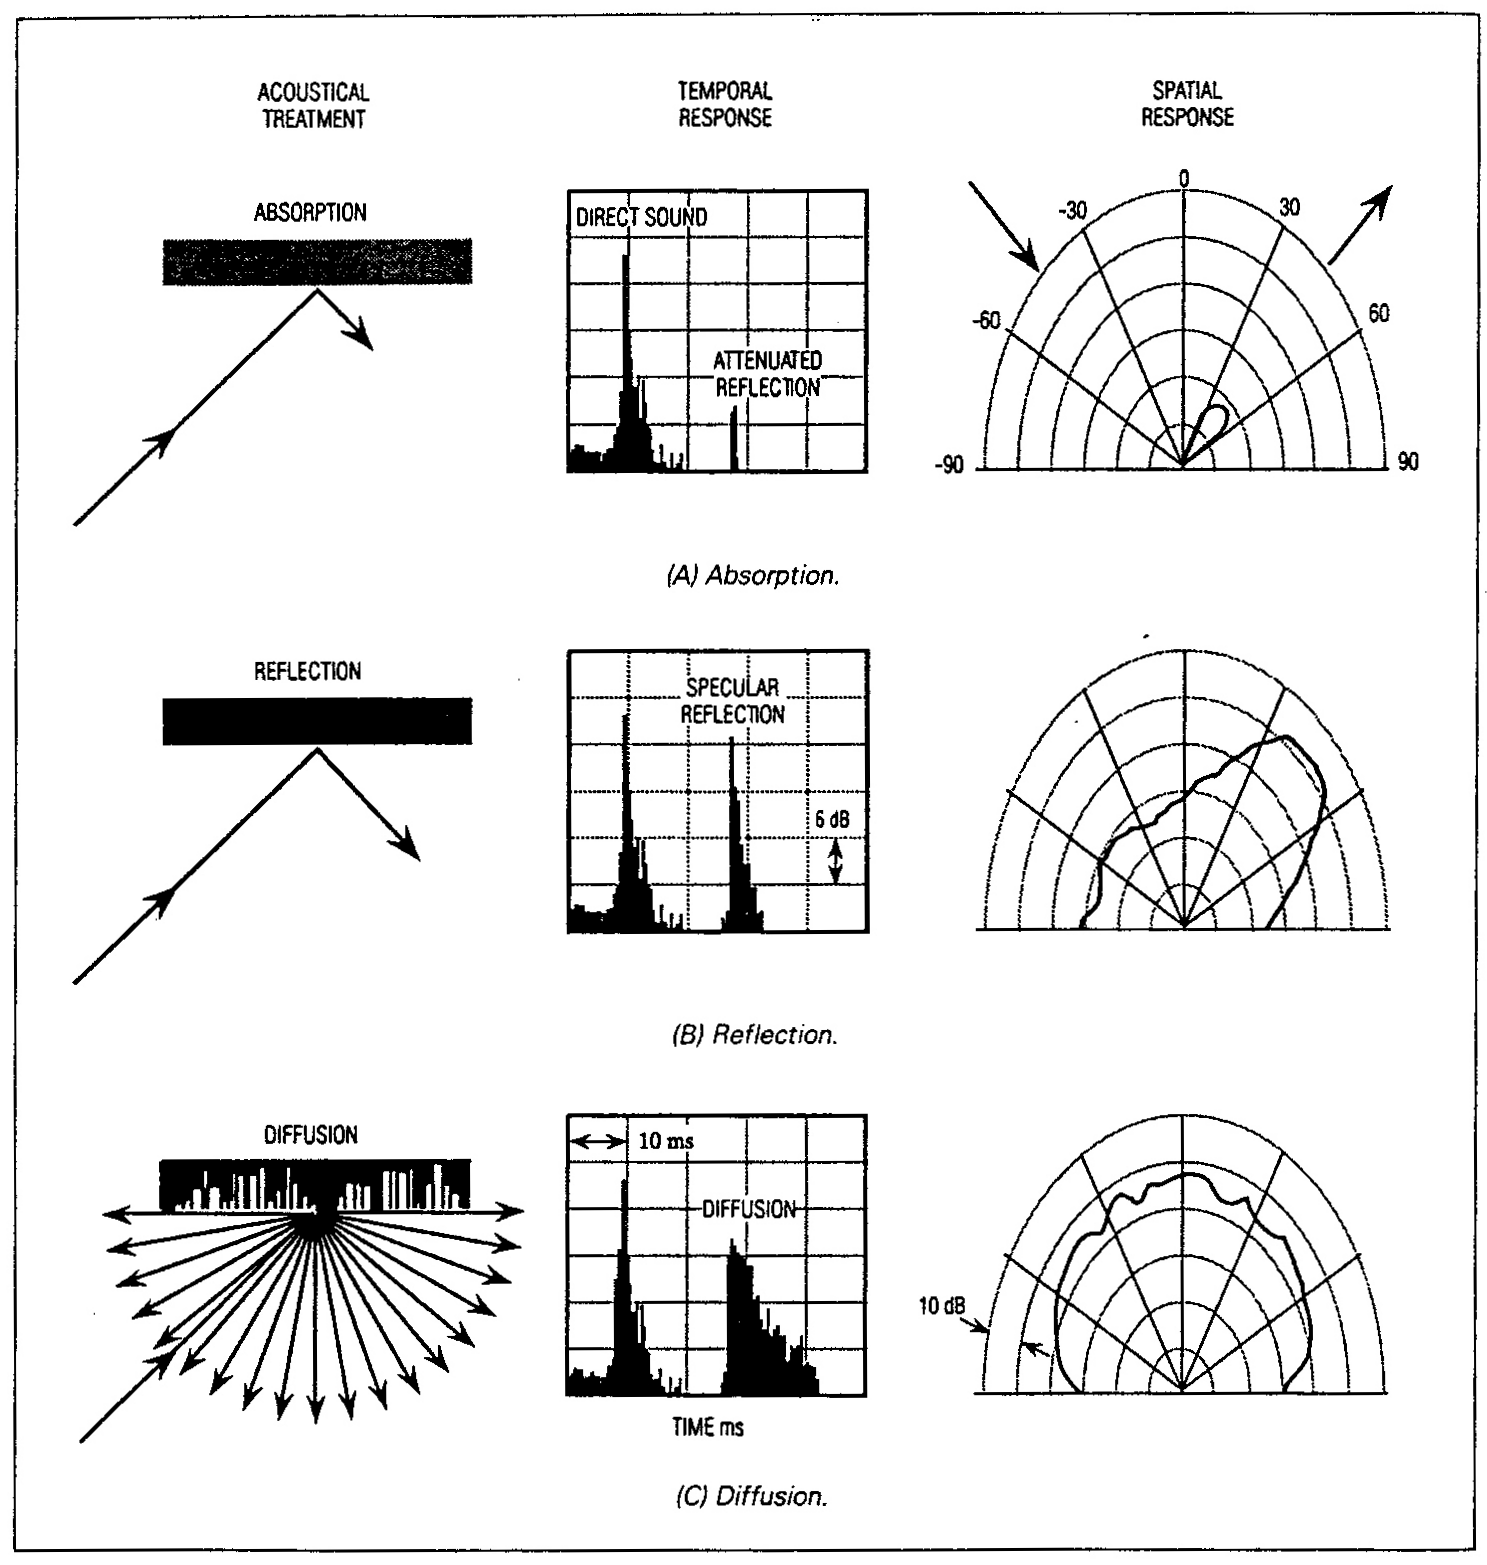 ACOUSTICAL
TREATMENT
TEMPORAL
RESPONSE
SPATIAL
RESPONSE
ABSORPTION
DIRECT SOUND
ATTENUATED
REFLECTION
0
-30
30
-60
60
-90
90
(A) Absorption.
REFLECTION
SPECULAR
REFLECTION
6 dB
(B) Reflection.
DIFFUSION
10 ms
DIFFUSION
10 dB
TIME ms
(C) Diffusion.